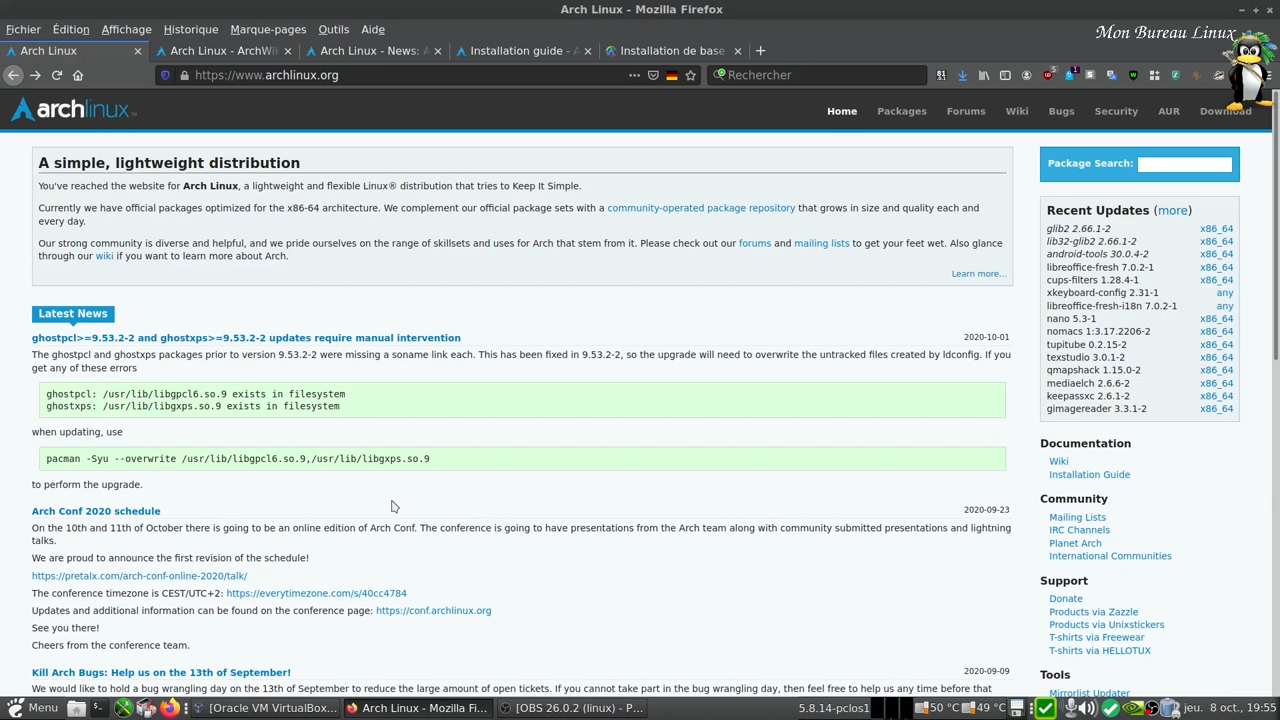 Arch Linux - Mozilla Firefox
Fichier Édition Affichage Historique Marque-pages Outils Aide
Mon Bureau Linux
Arch Linux
Arch Linux - ArchWi
Arch Linux - News: A
Installation guide - A
Installation de base
https://www.archlinux.org
Rechercher
archlinux
Home Packages Forums Wiki Bugs Security AUR Download
A simple, lightweight distribution
You've reached the website for Arch Linux, a lightweight and flexible Linux® distribution that tries to Keep It Simple.
Currently we have official packages optimized for the x86-64 architecture. We complement our official package sets with a community-operated package repository that grows in size and quality each and
every day.
Our strong community is diverse and helpful, and we pride ourselves on the range of skillsets and uses for Arch that stem from it. Please check out our forums and mailing lists to get your feet wet. Also glance
through our wiki if you want to learn more about Arch.
Learn more...
Latest News
ghostpcl>=9.53.2-2 and ghostxps>=9.53.2-2 updates require manual intervention 2020-10-01
The ghostpcl and ghostxps packages prior to version 9.53.2-2 were missing a soname link each. This has been fixed in 9.53.2-2, so the upgrade will need to overwrite the untracked files created by ldconfig. If you
get any of these errors
ghostpcl: /usr/lib/libgpcl6.so.9 exists in filesystem
ghostxps: /usr/lib/libgxps.so.9 exists in filesystem
when updating, use
pacman -Syu --overwrite /usr/lib/libgpcl6.so.9,/usr/lib/libgxps.so.9
to perform the upgrade.
Arch Conf 2020 schedule 2020-09-23
On the 10th and 11th of October there is going to be an online edition of Arch Conf. The conference is going to have presentations from the Arch team along with community submitted presentations and lightning
talks.
We are proud to announce the first revision of the schedule!
https://pretalx.com/arch-conf-online-2020/talk/
The conference timezone is CEST/UTC+2: https://everytimezone.com/s/40cc4784
Updates and additional information can be found on the conference page: https://conf.archlinux.org
See you there!
Cheers from the conference team.
Kill Arch Bugs: Help us on the 13th of September! 2020-09-09
We would like to hold a bug wrangling day on the 13th of September to reduce the large amount of open tickets. If you cannot take part in the bug wrangling day, then feel free to help us any time before that
Package Search:
Recent Updates (more)
glib2 2.66.1-2 x86_64
lib32-glib2 2.66.1-2 x86_64
android-tools 30.0.4-2 x86_64
libreoffice-fresh 7.0.2-1 x86_64
cups-filters 1.28.4-1 x86_64
xkeyboard-config 2.31-1 any
libreoffice-fresh-i18n 7.0.2-1 any
nano 5.3-1 x86_64
nomacs 1:3.17.2206-2 x86_64
tupitube 0.2.15-2 x86_64
texstudio 3.0.1-2 x86_64
qmapshack 1.15.0-2 x86_64
mediaelch 2.6.6-2 x86_64
keepassxc 2.6.1-2 x86_64
gimagereader 3.3.1-2 x86_64
Documentation
Wiki
Installation Guide
Community
Mailing Lists
IRC Channels
Planet Arch
International Communities
Support
Donate
Products via Zazzle
Products via Unixstickers
T-shirts via Freewear
T-shirts via HELLOTUX
Tools
Mirrorlist Updater
Menu
[Oracle VM VirtualBox...
Arch Linux - Mozilla Fi...
[OBS 26.0.2 (linux) - P...
5.8.14-pclos1
50 °C
49 °C
jeu. 8 oct., 19:55